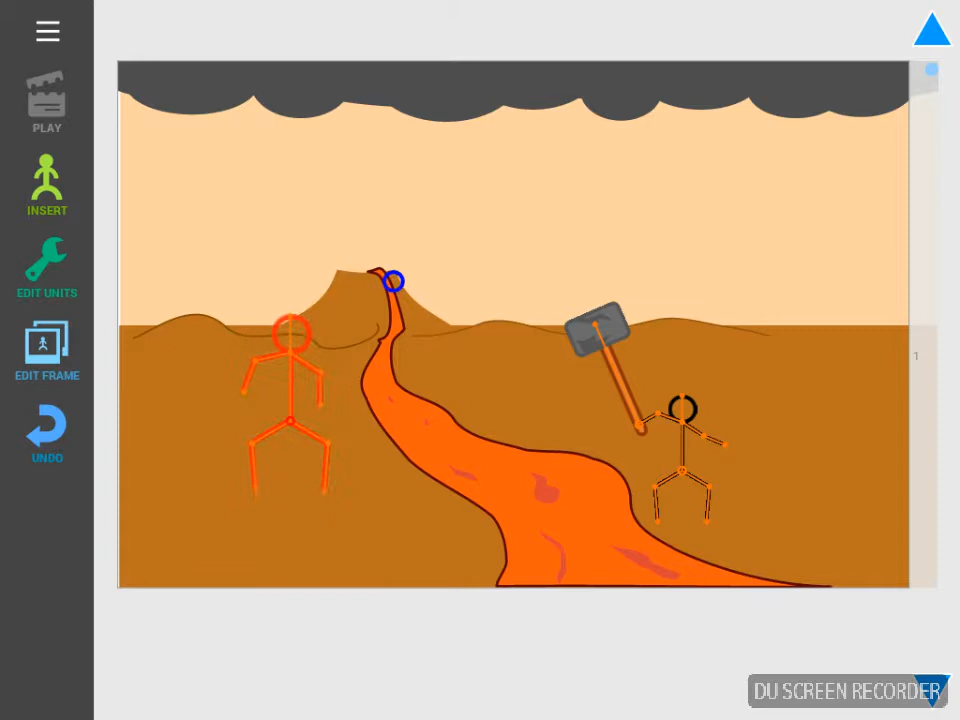 PLAY
INSERT
EDIT UNITS
EDIT FRAME
UNDO
1
DU SCREEN RECORDER